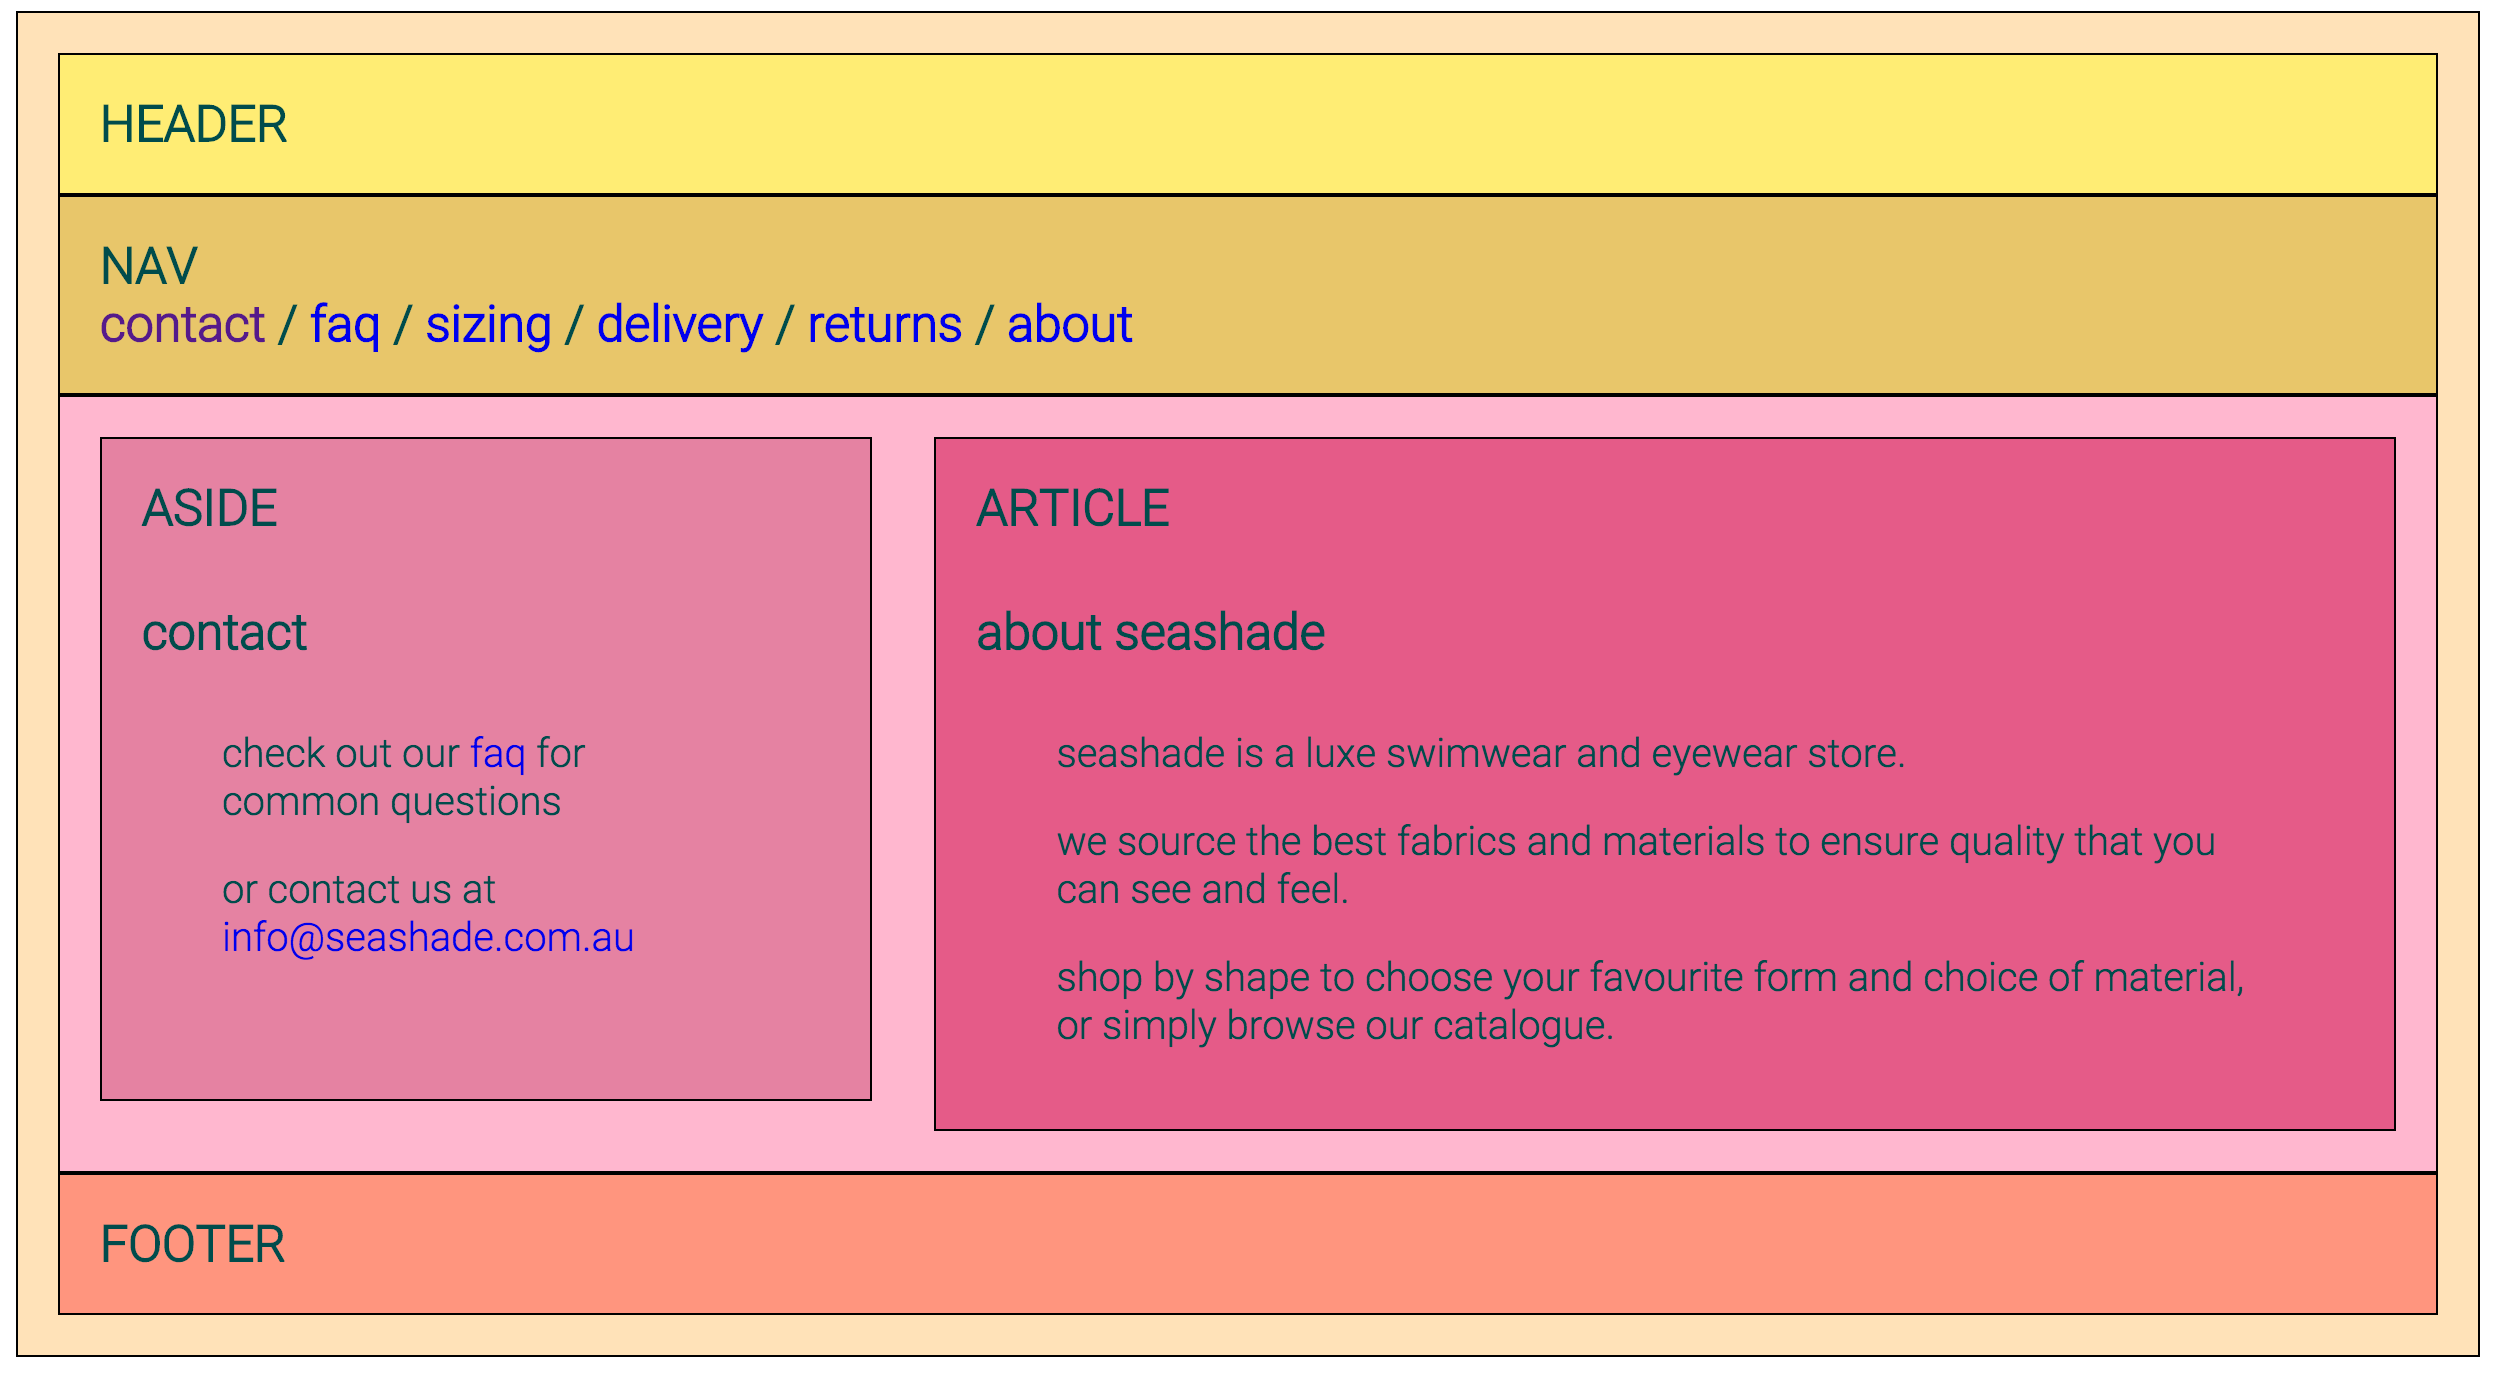 HEADER
NAV
contact / faq / sizing / delivery / returns / about
ASIDE
contact
check out our faq for
common questions
or contact us at
info@seashade.com.au
ARTICLE
about seashade
seashade is a luxe swimwear and eyewear store.
we source the best fabrics and materials to ensure quality that you
can see and feel.
shop by shape to choose your favourite form and choice of material,
or simply browse our catalogue.
FOOTER